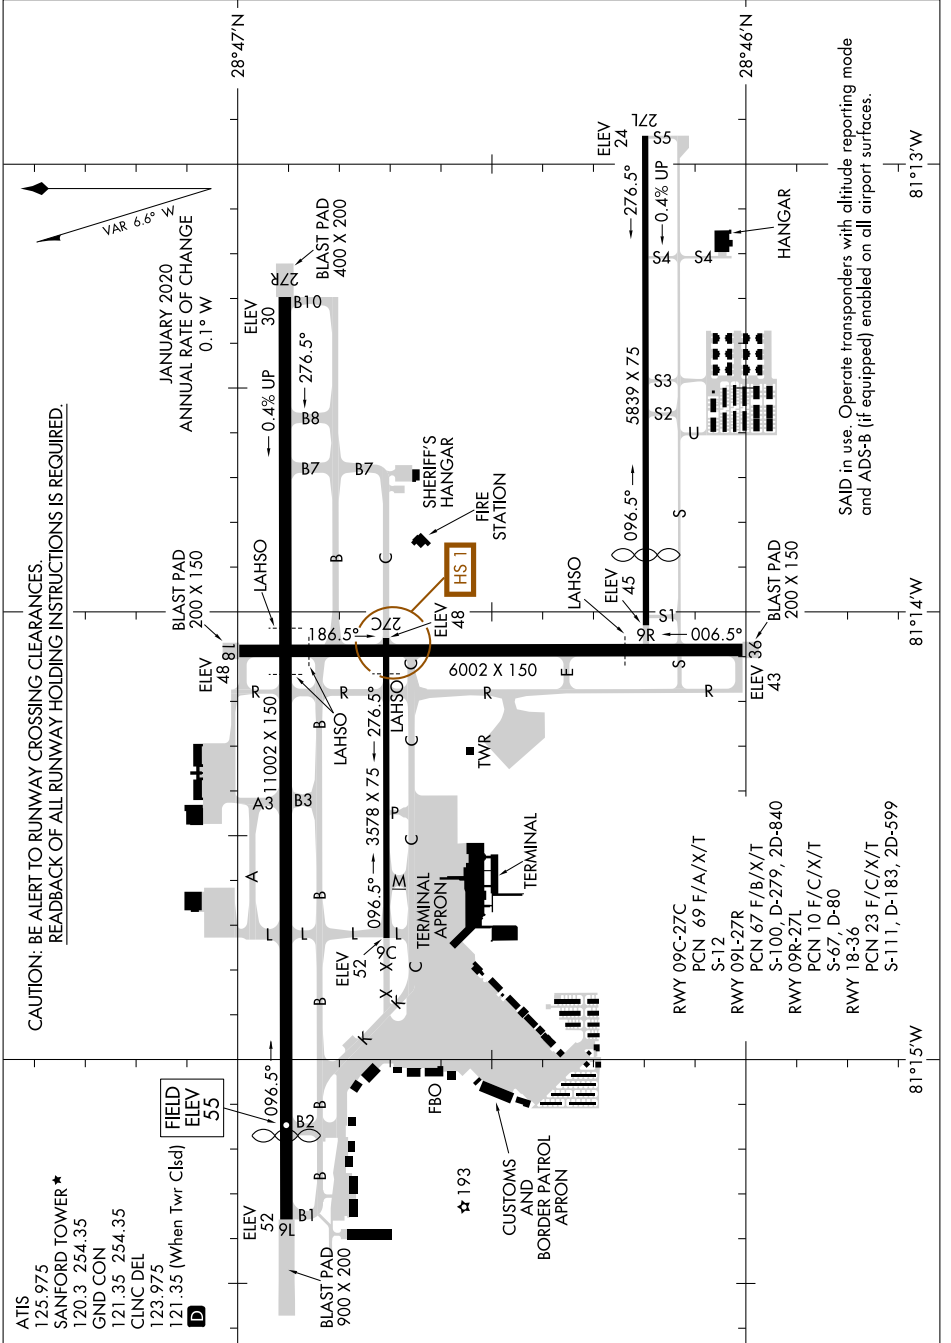 ATIS
125.975
SANFORD TOWER★
120.3 254.35
GND CON
121.35 254.35
CLNC DEL
123.975
121.35 (When Twr Clsd)
D
CAUTION: BE ALERT TO RUNWAY CROSSING CLEARANCES.
READBACK OF ALL RUNWAY HOLDING INSTRUCTIONS IS REQUIRED.
JANUARY 2020
ANNUAL RATE OF CHANGE
0.1° W
VAR 6.6° W
28°47'N
28°46'N
81°15'W
81°14'W
81°13'W
FIELD
ELEV
55
ELEV
52
9L
BLAST PAD
900 X 200
096.5°
11002 X 150
0.4% UP
276.5°
ELEV
30
27R
BLAST PAD
400 X 200
B1
B2
B
B
B
B
B
B
B
B3
B7
B7
B8
B10
A
A3
L
L
L
L
K
K
X
X
M
P
C
C
C
C
C
R
R
R
R
E
ELEV
48
18
BLAST PAD
200 X 150
LAHSO
LAHSO
LAHSO
LAHSO
186.5°
6002 X 150
006.5°
36
ELEV
43
BLAST PAD
200 X 150
ELEV
52
9C
096.5°
3578 X 75
276.5°
27C
ELEV
48
HS 1
SHERIFF'S
HANGAR
FIRE
STATION
TWR
TERMINAL
APRON
TERMINAL
FBO
CUSTOMS
AND
BORDER PATROL
APRON
193
ELEV
45
9R
096.5°
5839 X 75
276.5°
0.4% UP
ELEV
24
27L
S
S
S1
S2
S3
S4
S4
S5
U
HANGAR
RWY 09C-27C
PCN 69 F/A/X/T
S-12
RWY 09L-27R
PCN 67 F/B/X/T
S-100, D-279, 2D-840
RWY 09R-27L
PCN 10 F/C/X/T
S-67, D-80
RWY 18-36
PCN 23 F/C/X/T
S-111, D-183, 2D-599
SAID in use. Operate transponders with altitude reporting mode
and ADS-B (if equipped) enabled on all airport surfaces.